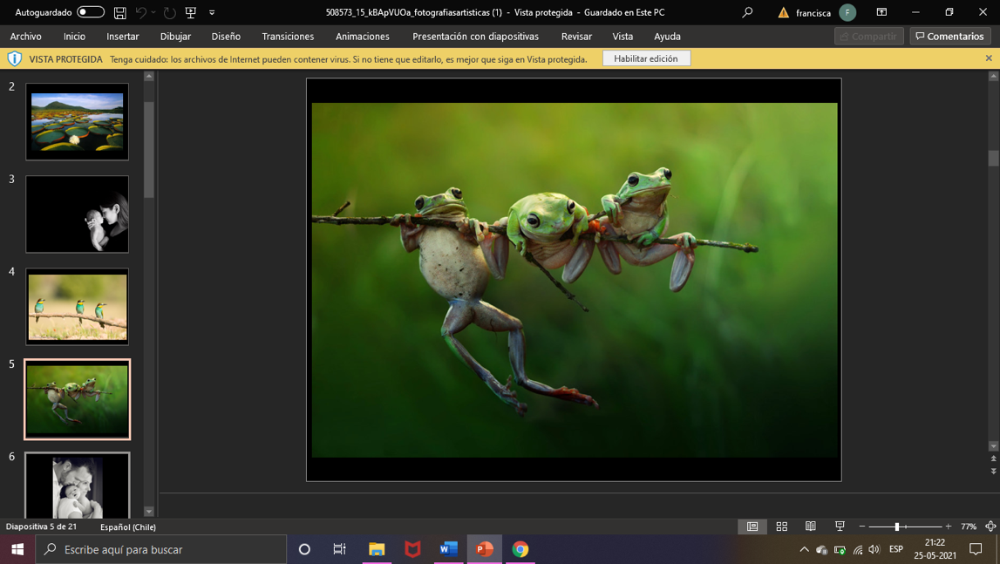 Autoguardado
508573_15_kBApVUOa_fotografiasartisticas (1) - Vista protegida - Guardado en Este PC
francisca
F
Archivo Inicio Insertar Dibujar Diseño Transiciones Animaciones Presentación con diapositivas Revisar Vista Ayuda
Compartir
Comentarios
VISTA PROTEGIDA Tenga cuidado: los archivos de Internet pueden contener virus. Si no tiene que editarlo, es mejor que siga en Vista protegida.
Habilitar edición
2
3
4
5
6
Diapositiva 5 de 21 Español (Chile)
77%
Escribe aquí para buscar
ESP
21:22
25-05-2021